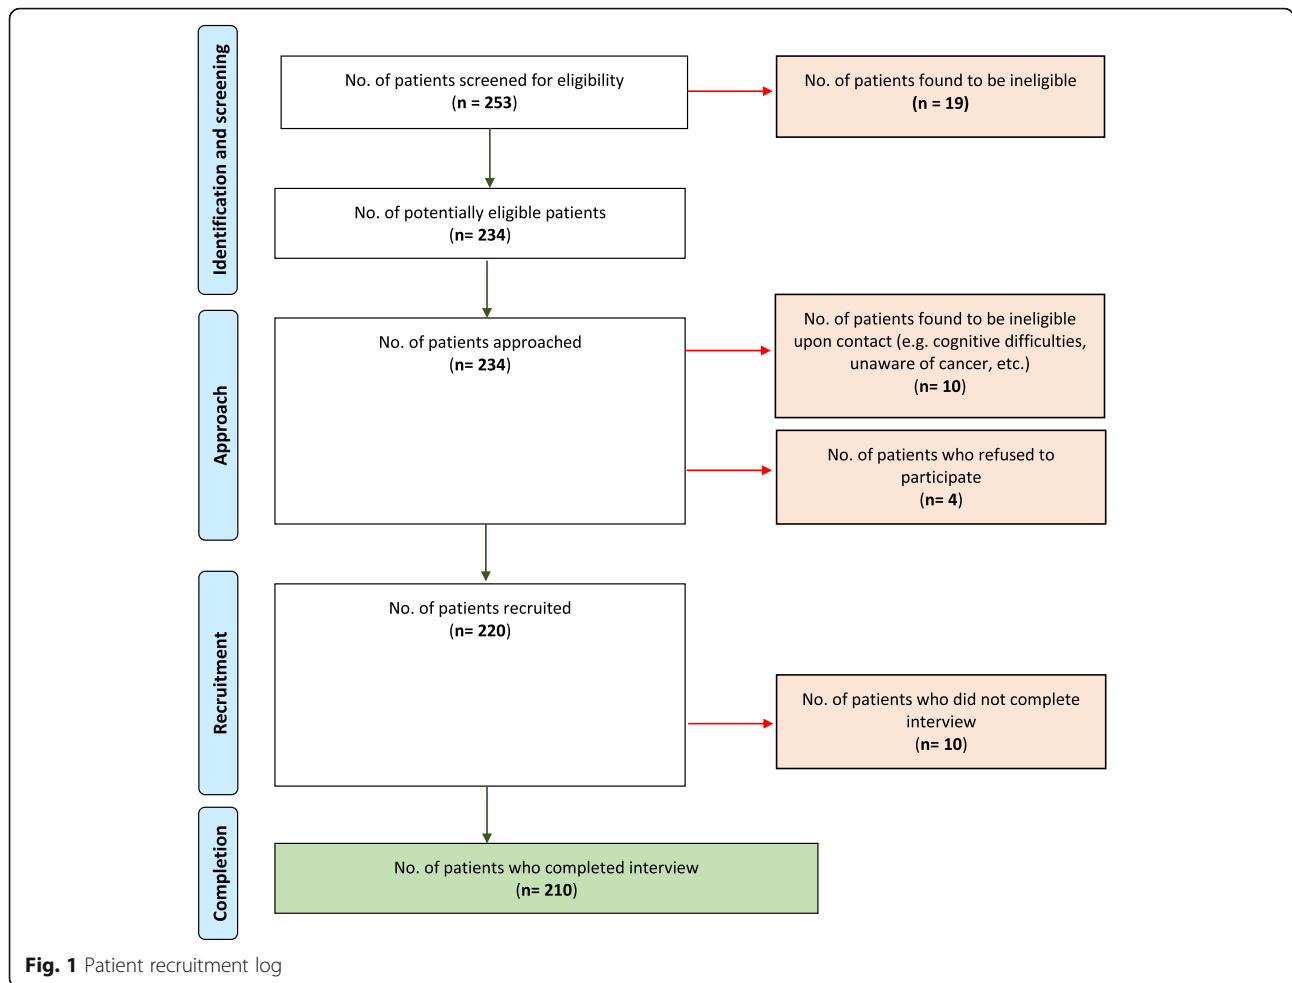 Identification and screening
No. of patients screened for eligibility
(n = 253)
No. of patients found to be ineligible
(n = 19)
No. of potentially eligible patients
(n= 234)
Approach
No. of patients approached
(n= 234)
No. of patients found to be ineligible
upon contact (e.g. cognitive difficulties,
unaware of cancer, etc.)
(n= 10)
No. of patients who refused to
participate
(n= 4)
Recruitment
No. of patients recruited
(n= 220)
No. of patients who did not complete
interview
(n= 10)
Completion
No. of patients who completed interview
(n= 210)
Fig. 1 Patient recruitment log